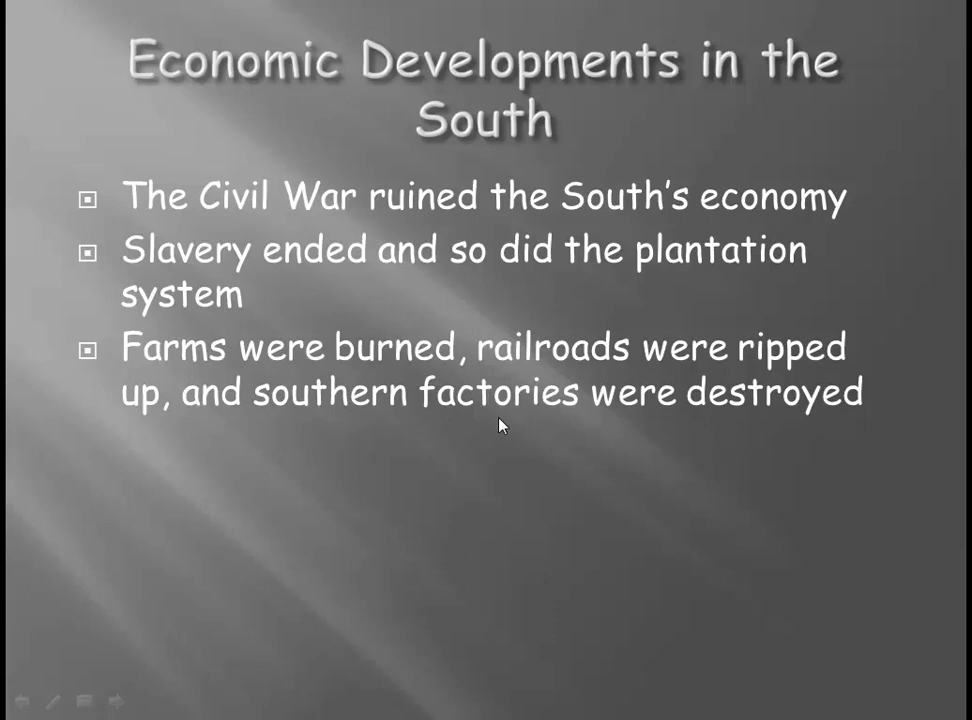 Economic Developments in the
South
The Civil War ruined the South's economy
Slavery ended and so did the plantation
system
Farms were burned, railroads were ripped
up, and southern factories were destroyed